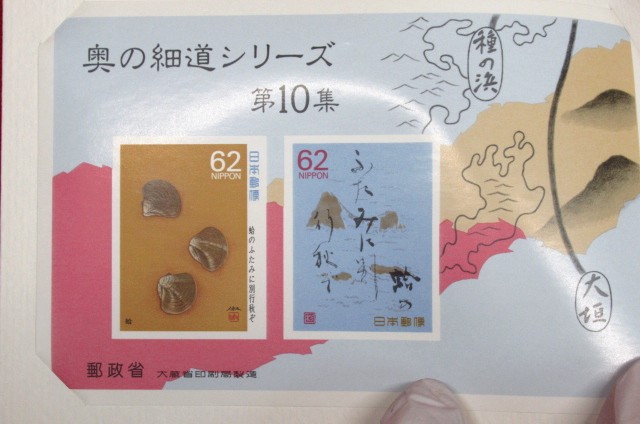 奥の細道シリーズ
第10集
種の浜
62
NIPPON
日本郵便
蛤のふたみに別行秋ぞ
蛤
62
NIPPON
蛤の
ふたみに別
行秋ぞ
日本郵便
大垣
郵政省 大蔵省印刷局製造